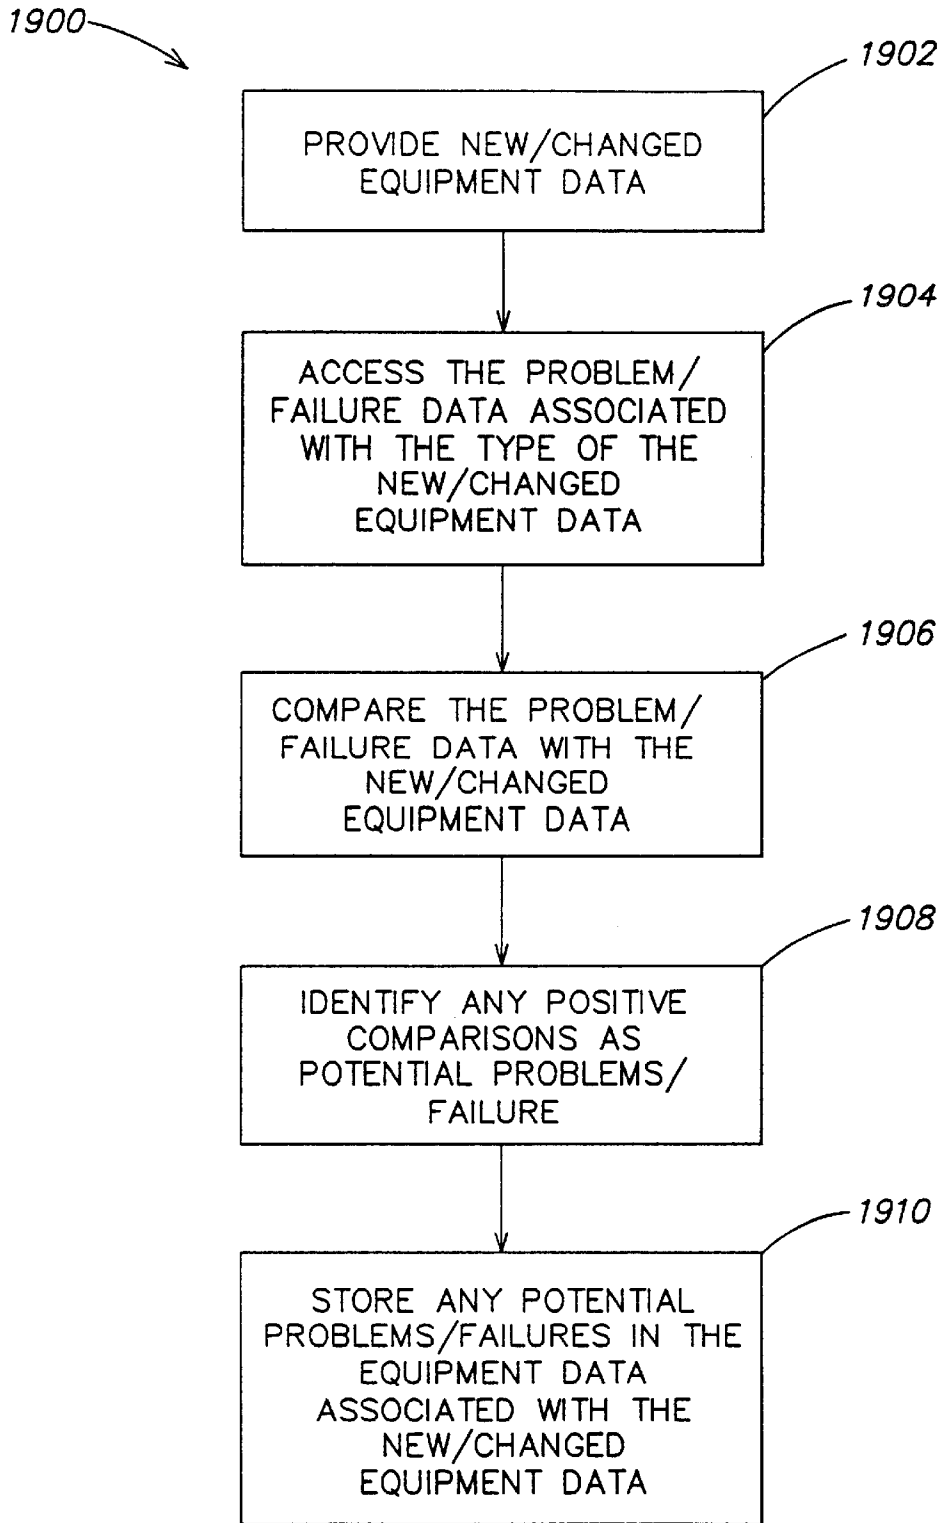 1900
1902
PROVIDE NEW/CHANGED
EQUIPMENT DATA
1904
ACCESS THE PROBLEM/
FAILURE DATA ASSOCIATED
WITH THE TYPE OF THE
NEW/CHANGED
EQUIPMENT DATA
1906
COMPARE THE PROBLEM/
FAILURE DATA WITH THE
NEW/CHANGED
EQUIPMENT DATA
1908
IDENTIFY ANY POSITIVE
COMPARISONS AS
POTENTIAL PROBLEMS/
FAILURE
1910
STORE ANY POTENTIAL
PROBLEMS/FAILURES IN THE
EQUIPMENT DATA
ASSOCIATED WITH THE
NEW/CHANGED
EQUIPMENT DATA